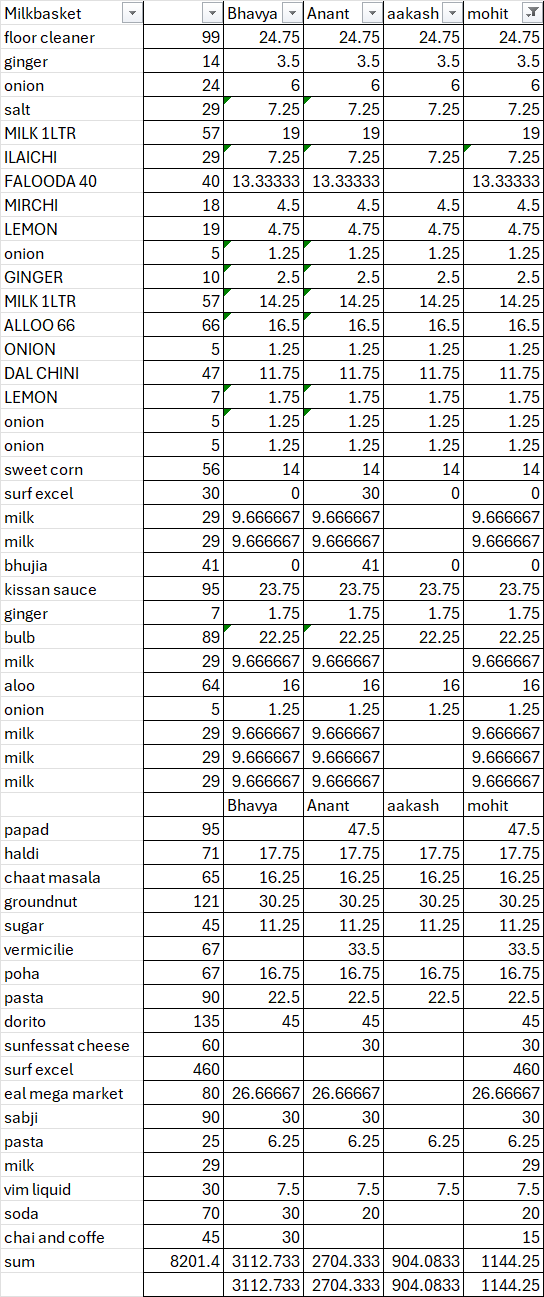 Milkbasket Bhavya Anant aakash mohit
floor cleaner 99 24.75 24.75 24.75 24.75
ginger 14 3.5 3.5 3.5 3.5
onion 24 6 6 6 6
salt 29 7.25 7.25 7.25 7.25
MILK 1LTR 57 19 19 19
ILAICHI 29 7.25 7.25 7.25 7.25
FALOODA 40 40 13.33333 13.33333 13.33333
MIRCHI 18 4.5 4.5 4.5 4.5
LEMON 19 4.75 4.75 4.75 4.75
onion 5 1.25 1.25 1.25 1.25
GINGER 10 2.5 2.5 2.5 2.5
MILK 1LTR 57 14.25 14.25 14.25 14.25
ALLOO 66 66 16.5 16.5 16.5 16.5
ONION 5 1.25 1.25 1.25 1.25
DAL CHINI 47 11.75 11.75 11.75 11.75
LEMON 7 1.75 1.75 1.75 1.75
onion 5 1.25 1.25 1.25 1.25
onion 5 1.25 1.25 1.25 1.25
sweet corn 56 14 14 14 14
surf excel 30 0 30 0 0
milk 29 9.666667 9.666667 9.666667
milk 29 9.666667 9.666667 9.666667
bhujia 41 0 41 0 0
kissan sauce 95 23.75 23.75 23.75 23.75
ginger 7 1.75 1.75 1.75 1.75
bulb 89 22.25 22.25 22.25 22.25
milk 29 9.666667 9.666667 9.666667
aloo 64 16 16 16 16
onion 5 1.25 1.25 1.25 1.25
milk 29 9.666667 9.666667 9.666667
milk 29 9.666667 9.666667 9.666667
milk 29 9.666667 9.666667 9.666667
Bhavya Anant aakash mohit
papad 95 47.5 47.5
haldi 71 17.75 17.75 17.75 17.75
chaat masala 65 16.25 16.25 16.25 16.25
groundnut 121 30.25 30.25 30.25 30.25
sugar 45 11.25 11.25 11.25 11.25
vermicilie 67 33.5 33.5
poha 67 16.75 16.75 16.75 16.75
pasta 90 22.5 22.5 22.5 22.5
dorito 135 45 45 45
sunfessat cheese 60 30 30
surf excel 460 460
eal mega market 80 26.66667 26.66667 26.66667
sabji 90 30 30 30
pasta 25 6.25 6.25 6.25 6.25
milk 29 29
vim liquid 30 7.5 7.5 7.5 7.5
soda 70 30 20 20
chai and coffe 45 30 15
sum 8201.4 3112.733 2704.333 904.0833 1144.25
3112.733 2704.333 904.0833 1144.25